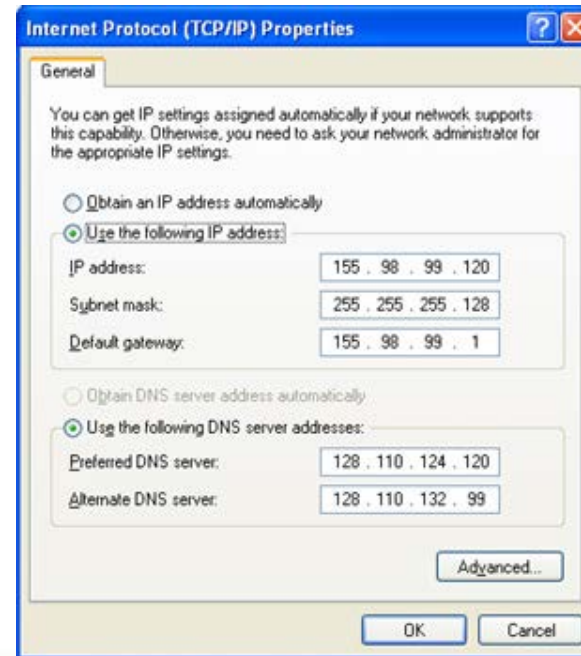 Internet Protocol (TCP/IP) Properties
General
You can get IP settings assigned automatically if your network supports
this capability. Otherwise, you need to ask your network administrator for
the appropriate IP settings.
Obtain an IP address automatically
Use the following IP address:
IP address: 155 . 98 . 99 . 120
Subnet mask: 255 . 255 . 255 . 128
Default gateway: 155 . 98 . 99 . 1
Obtain DNS server address automatically
Use the following DNS server addresses:
Preferred DNS server: 128 . 110 . 124 . 120
Alternate DNS server: 128 . 110 . 132 . 99
Advanced...
OK Cancel